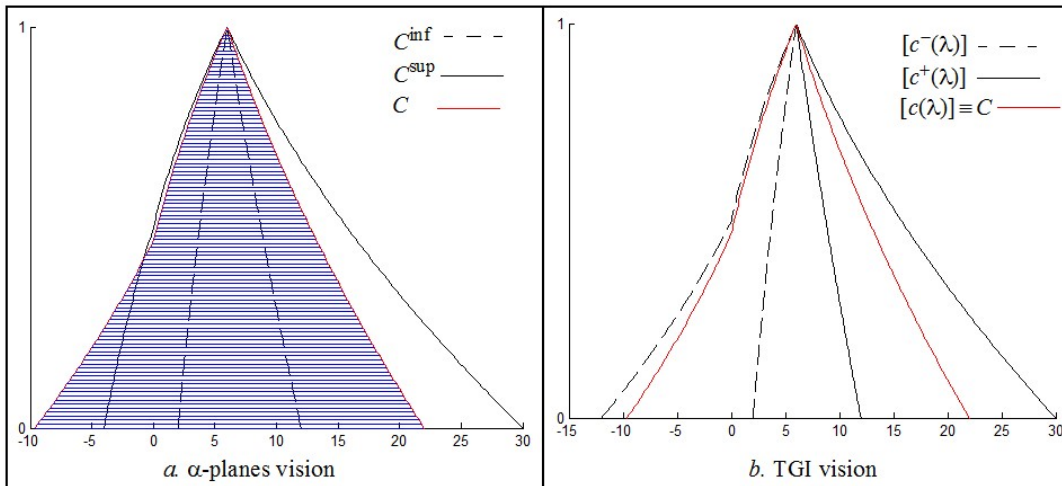 1
C^inf
C^sup
C
0
-10 -5 0 5 10 15 20 25 30
a. α-planes vision
1
[c⁻(λ)]
[c⁺(λ)]
[c(λ)]≡C
0
-15 -10 -5 0 5 10 15 20 25 30
b. TGI vision